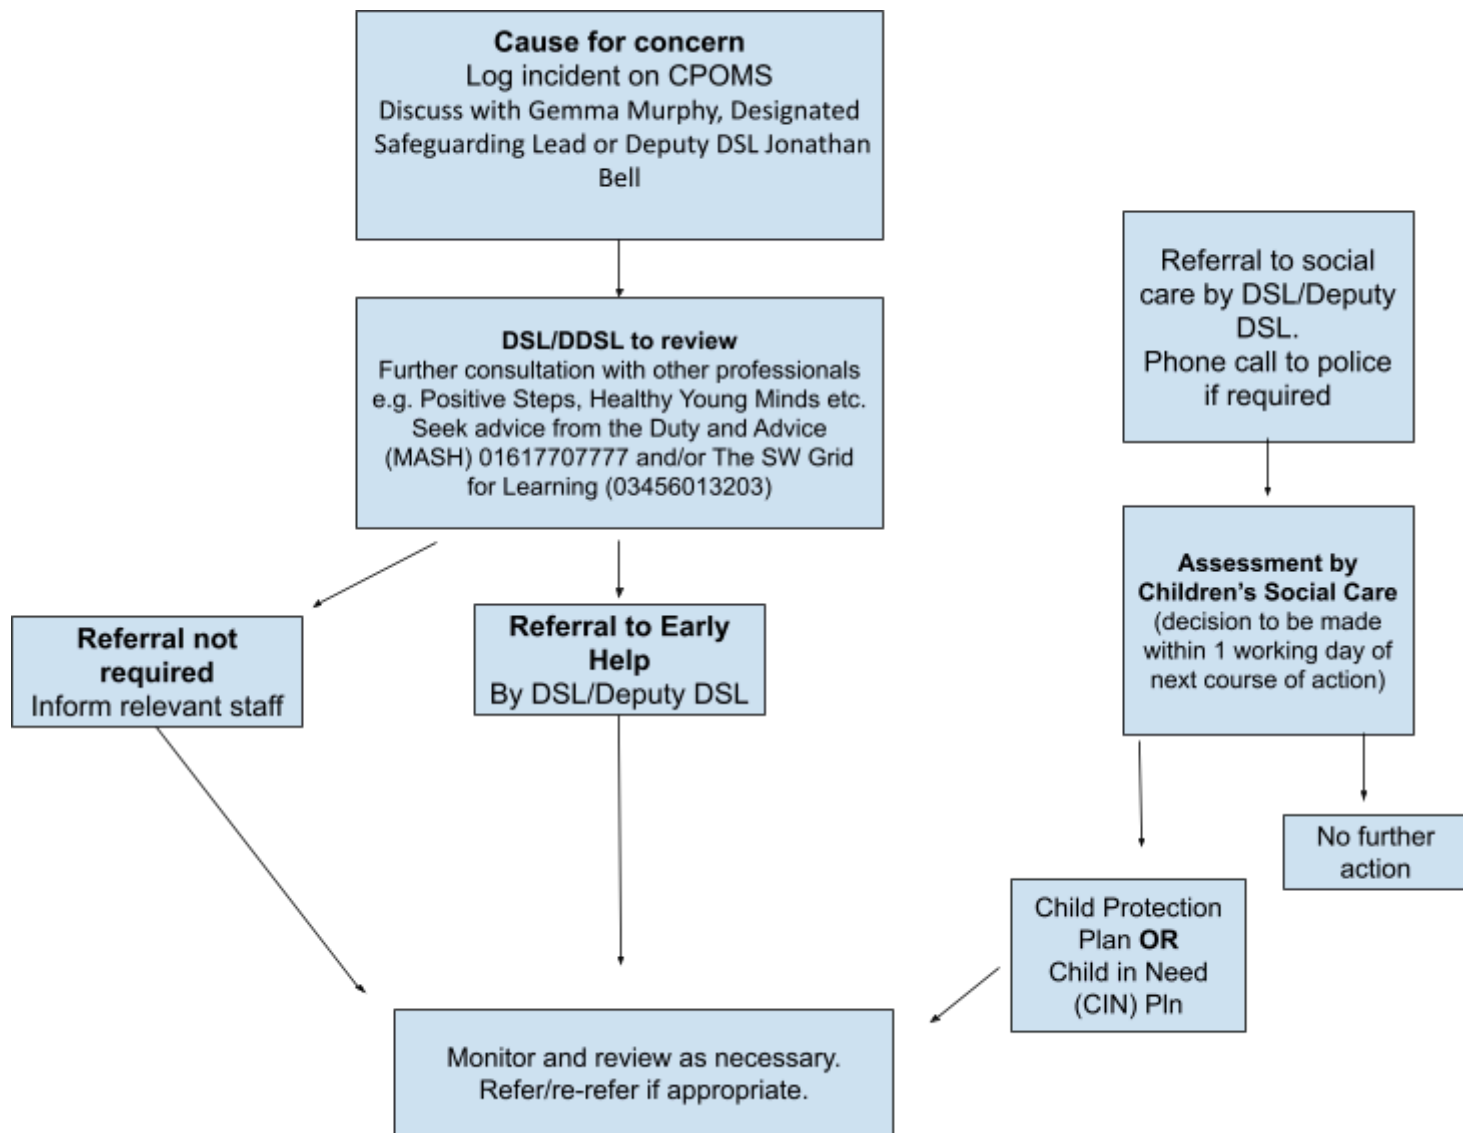 Cause for concern
Log incident on CPOMS
Discuss with Gemma Murphy, Designated
Safeguarding Lead or Deputy DSL Jonathan
Bell
DSL/DDSL to review
Further consultation with other professionals
e.g. Positive Steps, Healthy Young Minds etc.
Seek advice from the Duty and Advice
(MASH) 01617707777 and/or The SW Grid
for Learning (03456013203)
Referral not
required
Inform relevant staff
Referral to Early
Help
By DSL/Deputy DSL
Referral to social
care by DSL/Deputy
DSL.
Phone call to police
if required
Assessment by
Children’s Social Care
(decision to be made
within 1 working day of
next course of action)
No further
action
Child Protection
Plan OR
Child in Need
(CIN) Pln
Monitor and review as necessary.
Refer/re-refer if appropriate.